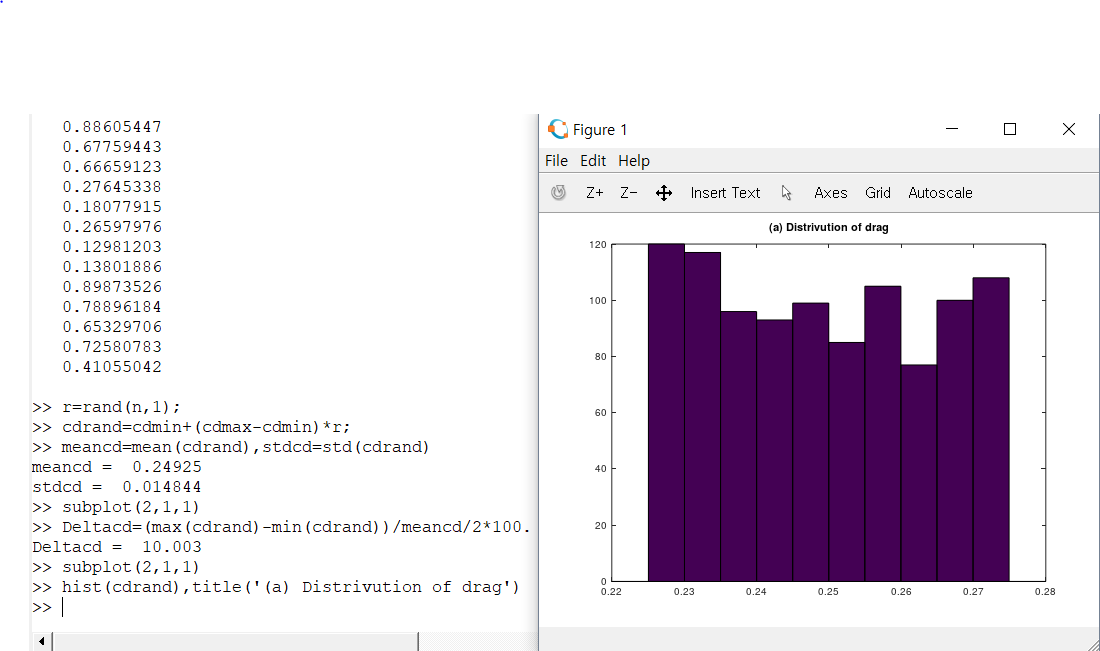 0.88605447
0.67759443
0.66659123
0.27645338
0.18077915
0.26597976
0.12981203
0.13801886
0.89873526
0.78896184
0.65329706
0.72580783
0.41055042
>> r=rand(n,1);
>> cdrand=cdmin+(cdmax-cdmin)*r;
>> meancd=mean(cdrand),stdcd=std(cdrand)
meancd =  0.24925
stdcd =  0.014844
>> subplot(2,1,1)
>> Deltacd=(max(cdrand)-min(cdrand))/meancd/2*100.
Deltacd =  10.003
>> subplot(2,1,1)
>> hist(cdrand),title('(a) Distrivution of drag')
>>
Figure 1
File Edit Help
Z+ Z- Insert Text Axes Grid Autoscale
(a) Distrivution of drag
120
100
80
60
40
20
0
0.22 0.23 0.24 0.25 0.26 0.27 0.28